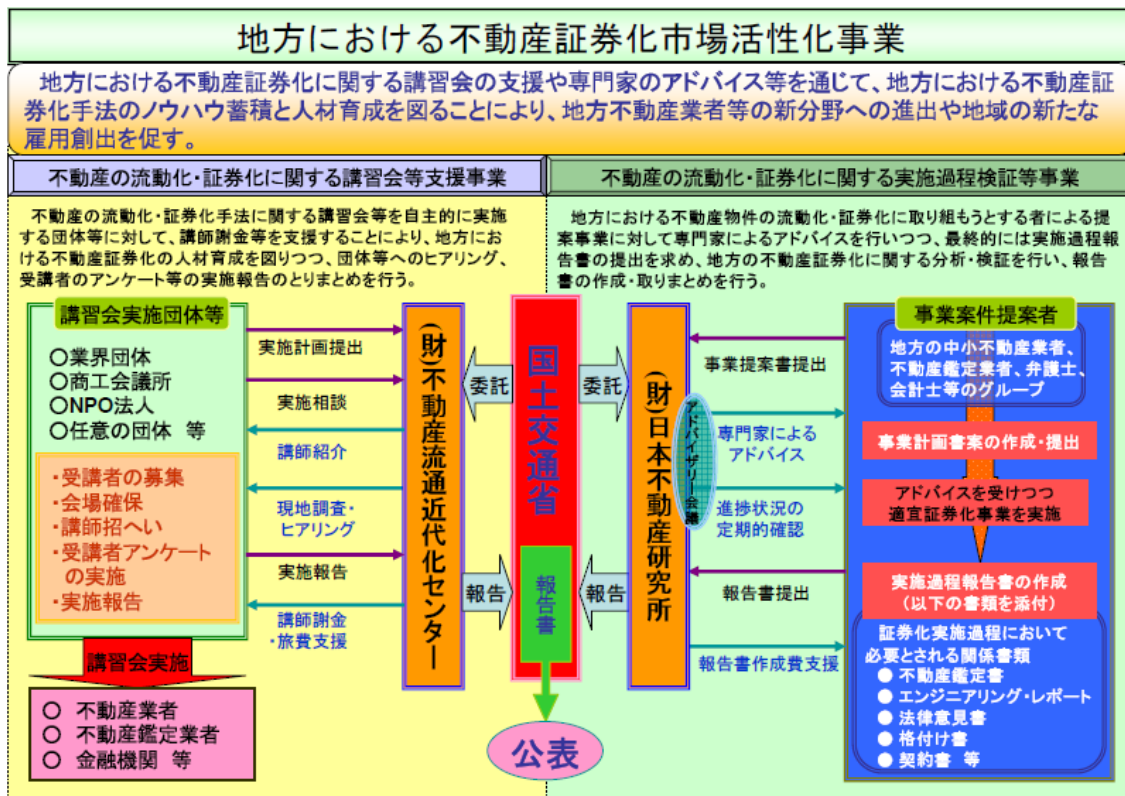 地方における不動産証券化市場活性化事業
地方における不動産証券化に関する講習会の支援や専門家のアドバイス等を通じて、地方における不動産証
券化手法のノウハウ蓄積と人材育成を図ることにより、地方不動産業者等の新分野への進出や地域の新たな
雇用創出を促す。
不動産の流動化・証券化に関する講習会等支援事業
不動産の流動化・証券化手法に関する講習会等を自主的に実施
する団体等に対して、講師謝金等を支援することにより、地方にお
ける不動産証券化の人材育成を図りつつ、団体等へのヒアリング、
受講者のアンケート等の実施報告のとりまとめを行う。
講習会実施団体等
○業界団体
○商工会議所
○NPO法人
○任意の団体 等
・受講者の募集
・会場確保
・講師招へい
・受講者アンケート
の実施
・実施報告
講習会実施
○ 不動産業者
○ 不動産鑑定業者
○ 金融機関 等
実施計画提出
実施相談
講師紹介
現地調査・
ヒアリング
実施報告
講師謝金
・旅費支援
(財)不動産流通近代化センター
委託
報告
国土交通省
報告書
公表
不動産の流動化・証券化に関する実施過程検証等事業
地方における不動産物件の流動化・証券化に取り組もうとする者による提
案事業に対して専門家によるアドバイスを行いつつ、最終的には実施過程報
告書の提出を求め、地方の不動産証券化に関する分析・検証を行い、報告
書の作成・取りまとめを行う。
委託
報告
(財)日本不動産研究所
アドバイザリー会議
事業提案書提出
専門家による
アドバイス
進捗状況の
定期的確認
報告書提出
報告書作成費支援
事業案件提案者
地方の中小不動産業者、
不動産鑑定業者、弁護士、
会計士等のグループ
事業計画書案の作成・提出
アドバイスを受けつつ
適宜証券化事業を実施
実施過程報告書の作成
(以下の書類を添付)
証券化実施過程において
必要とされる関係書類
● 不動産鑑定書
● エンジニアリング・レポート
● 法律意見書
● 格付け書
● 契約書 等